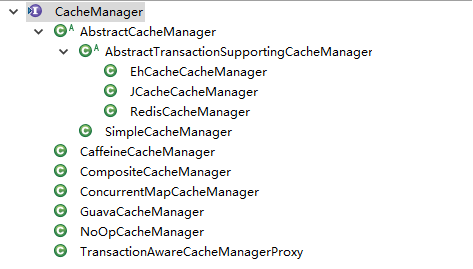 CacheManager
AbstractCacheManager
AbstractTransactionSupportingCacheManager
EhCacheCacheManager
JCacheCacheManager
RedisCacheManager
SimpleCacheManager
CaffeineCacheManager
CompositeCacheManager
ConcurrentMapCacheManager
GuavaCacheManager
NoOpCacheManager
TransactionAwareCacheManagerProxy